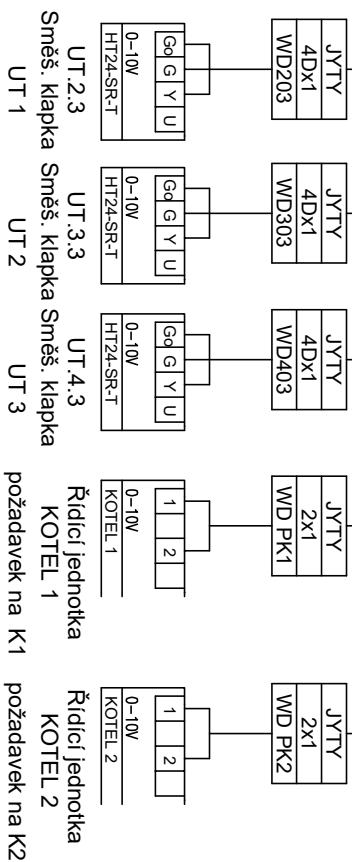 JYTY
4Dx1
WD203
Go G Y U
0–10V
HT24-SR-T
UT.2.3
Směš. klapka
UT 1
JYTY
4Dx1
WD303
Go G Y U
0–10V
HT24-SR-T
UT.3.3
Směš. klapka
UT 2
JYTY
4Dx1
WD403
Go G Y U
0–10V
HT24-SR-T
UT.4.3
Směš. klapka
UT 3
JYTY
2x1
WD PK1
1 2
0–10V
KOTEL 1
Řídící jednotka
KOTEL 1
požadavek na K1
JYTY
2x1
WD PK2
1 2
0–10V
KOTEL 2
Řídící jednotka
KOTEL 2
požadavek na K2